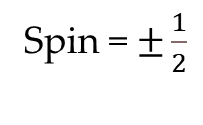 Spin = ± 1/2